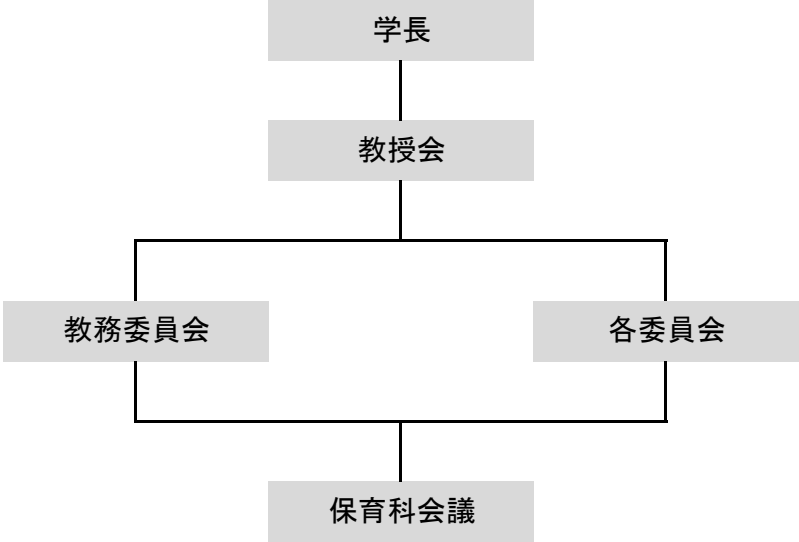 学長
教授会
教務委員会
各委員会
保育科会議